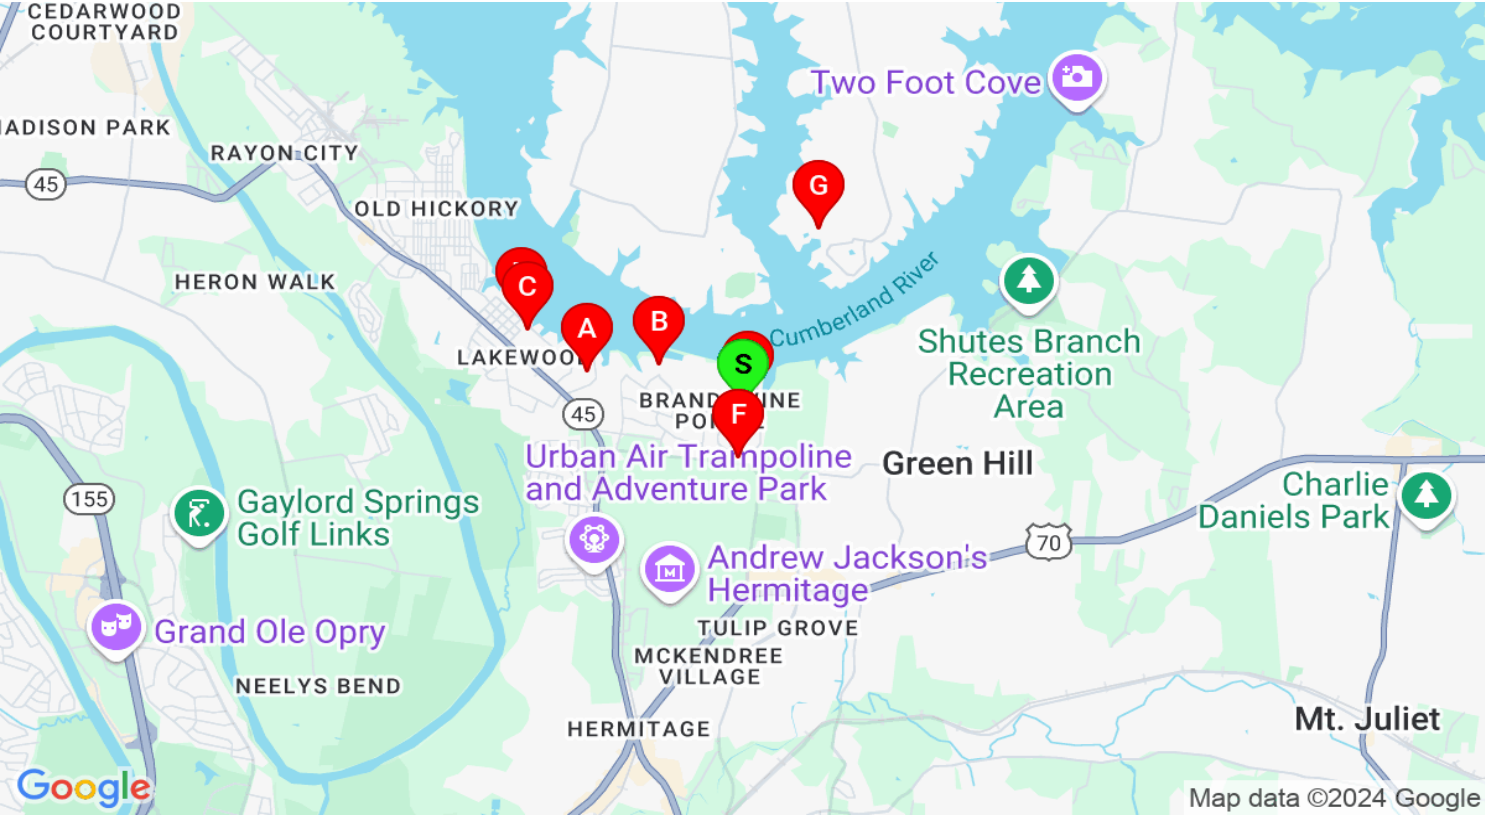 CEDARWOOD
COURTYARD
MADISON PARK
RAYON CITY
45
OLD HICKORY
HERON WALK
Two Foot Cove
G
C
A
B
S
F
Cumberland River
LAKEWOOD
45
Shutes Branch
Recreation
Area
Urban Air Trampoline
and Adventure Park
Green Hill
155
Gaylord Springs
Golf Links
Charlie
Daniels Park
70
Andrew Jackson's
Hermitage
Grand Ole Opry
TULIP GROVE
MCKENDREE
VILLAGE
NEELYS BEND
HERMITAGE
Mt. Juliet
Google
Map data ©2024 Google